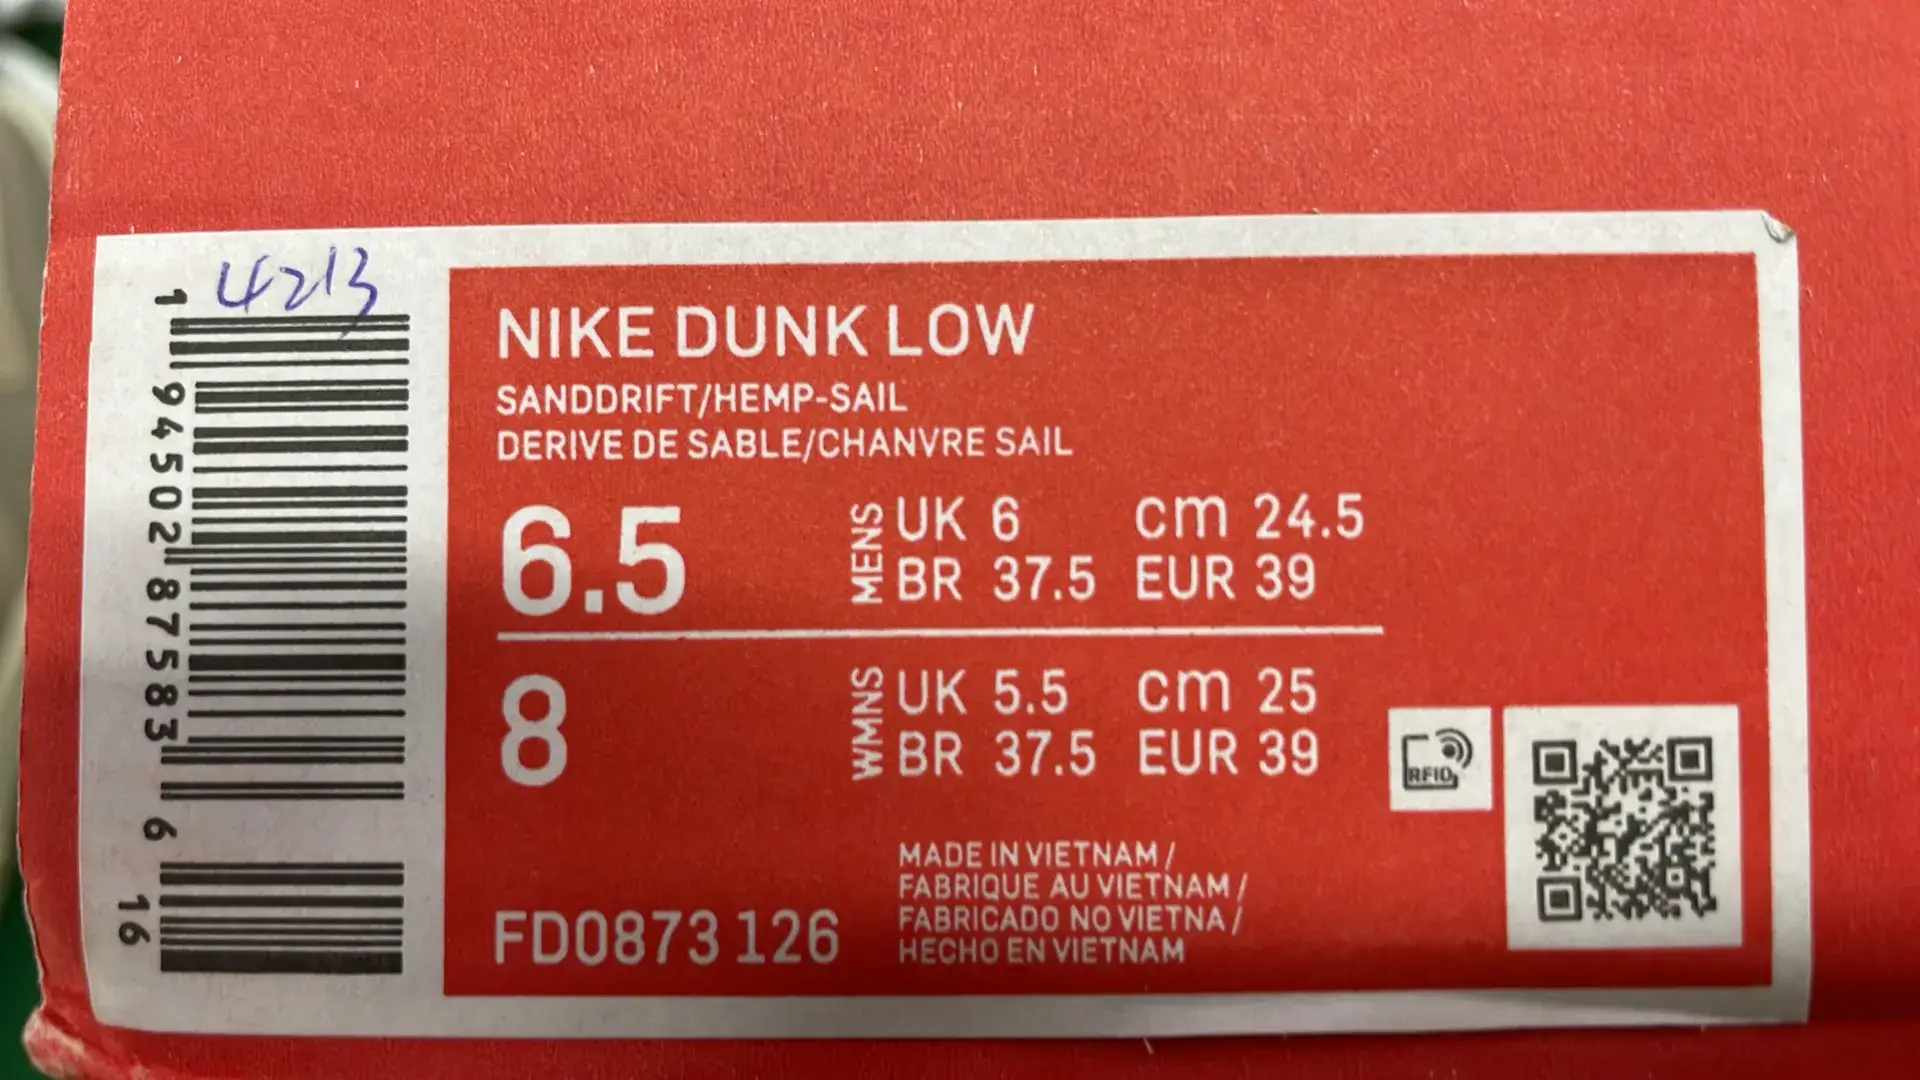 4213
1 94502 87583 6
16
NIKE DUNK LOW
SANDDRIFT/HEMP-SAIL
DERIVE DE SABLE/CHANVRE SAIL
6.5 MENS UK 6 cm 24.5
BR 37.5 EUR 39
8 WMNS UK 5.5 cm 25
BR 37.5 EUR 39
RFID
MADE IN VIETNAM /
FABRIQUE AU VIETNAM /
FABRICADO NO VIETNA /
HECHO EN VIETNAM
FD0873 126